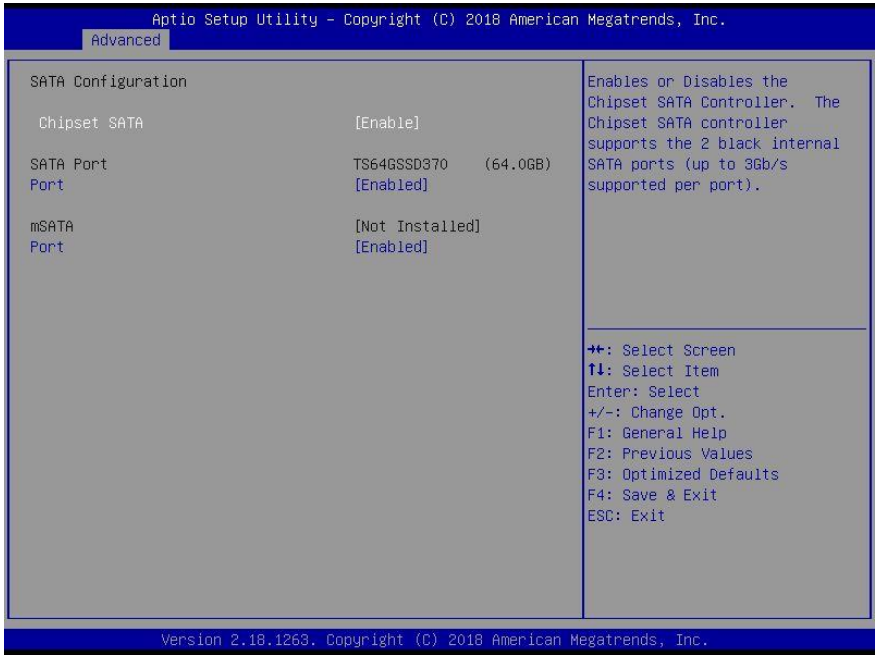 Aptio Setup Utility – Copyright (C) 2018 American Megatrends, Inc.
Advanced
SATA Configuration
Chipset SATA [Enable]
SATA Port TS64GSSD370 (64.0GB)
Port [Enabled]
mSATA [Not Installed]
Port [Enabled]
Enables or Disables the
Chipset SATA Controller. The
Chipset SATA controller
supports the 2 black internal
SATA ports (up to 3Gb/s
supported per port).
→←: Select Screen
↑↓: Select Item
Enter: Select
+/-: Change Opt.
F1: General Help
F2: Previous Values
F3: Optimized Defaults
F4: Save & Exit
ESC: Exit
Version 2.18.1263. Copyright (C) 2018 American Megatrends, Inc.